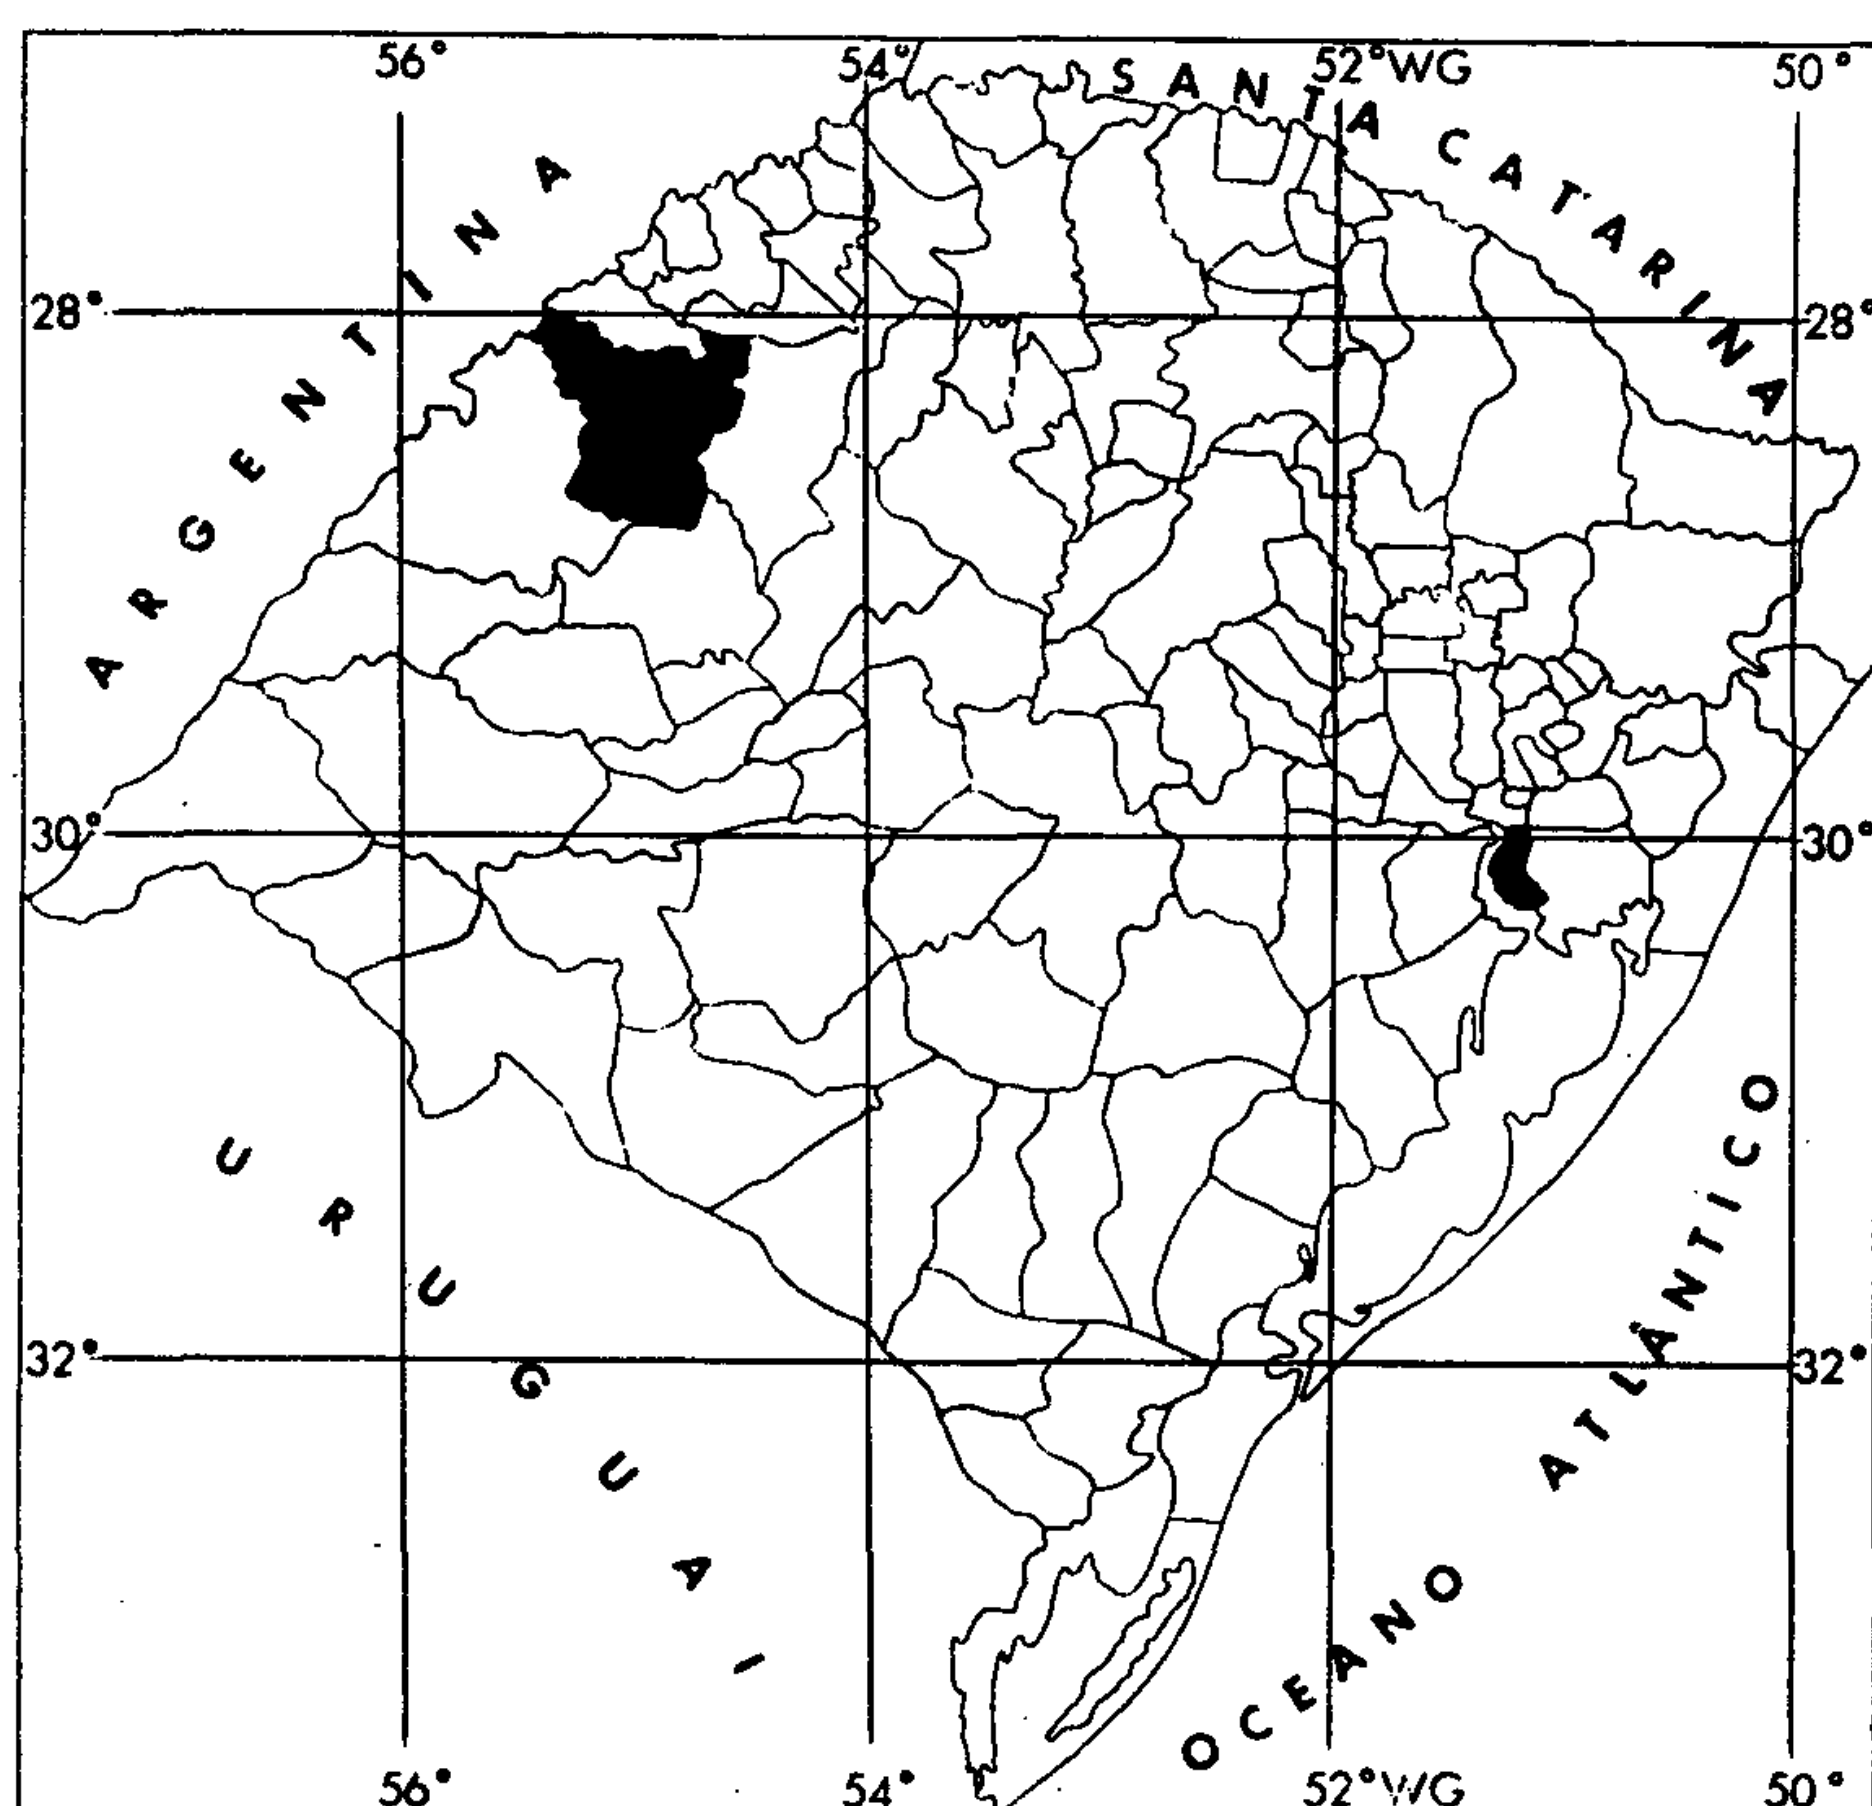 56° 54° 52°WG 50°
SANTA CATARINA
ARGENTINA
28° 28°
30° 30°
URUGUAI
OCEANO ATLÂNTICO
32° 32°
56° 54° 52°WG 50°